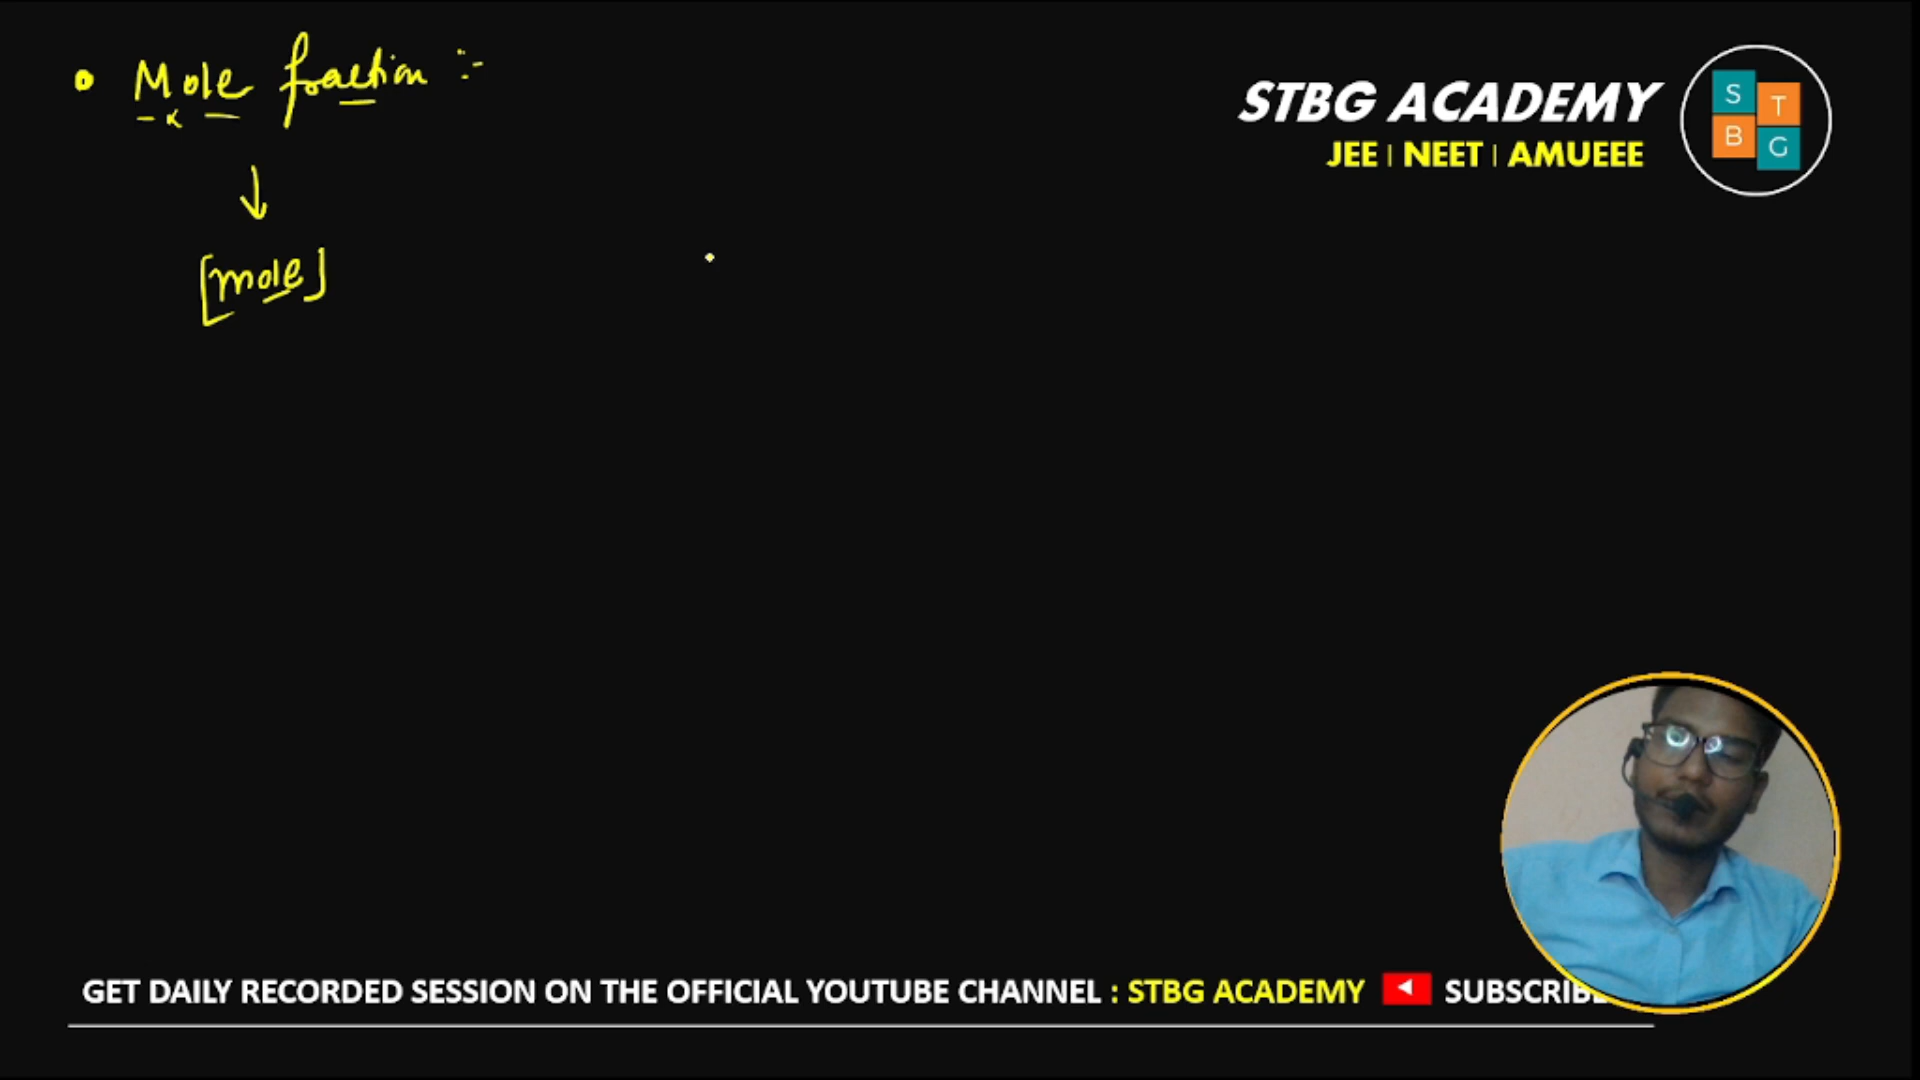 • Mole fraction :-
↓
[mole]
STBG ACADEMY
JEE | NEET | AMUEEE
S T
B G
GET DAILY RECORDED SESSION ON THE OFFICIAL YOUTUBE CHANNEL : STBG ACADEMY SUBSCRIBE